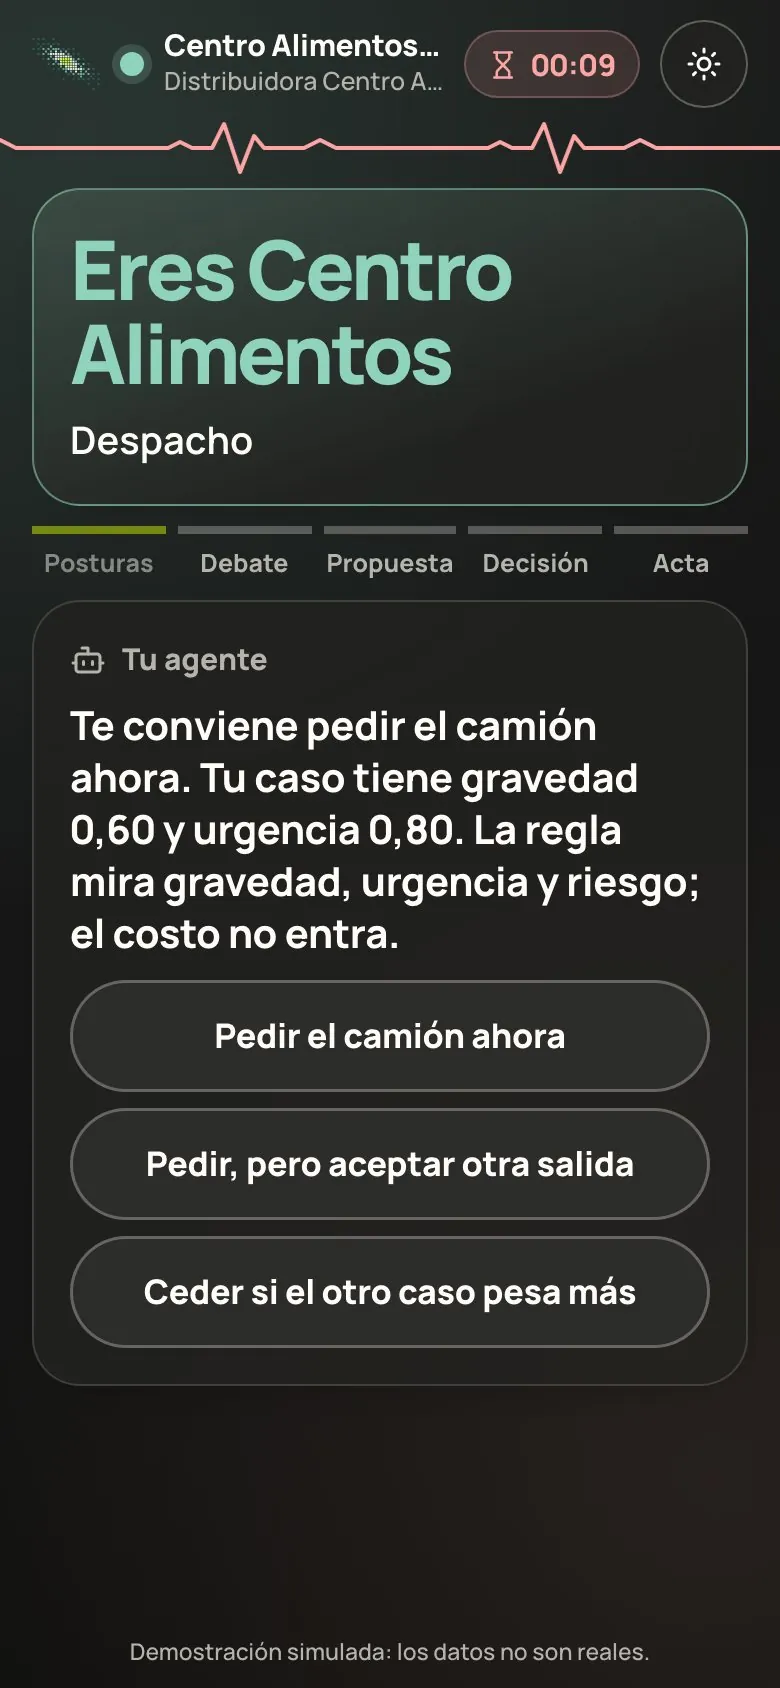 Centro Alimentos...
Distribuidora Centro A...
00:09
Eres Centro
Alimentos
Despacho
Posturas
Debate
Propuesta
Decisión
Acta
Tu agente
Te conviene pedir el camión
ahora. Tu caso tiene gravedad
0,60 y urgencia 0,80. La regla
mira gravedad, urgencia y riesgo;
el costo no entra.
Pedir el camión ahora
Pedir, pero aceptar otra salida
Ceder si el otro caso pesa más
Demostración simulada: los datos no son reales.